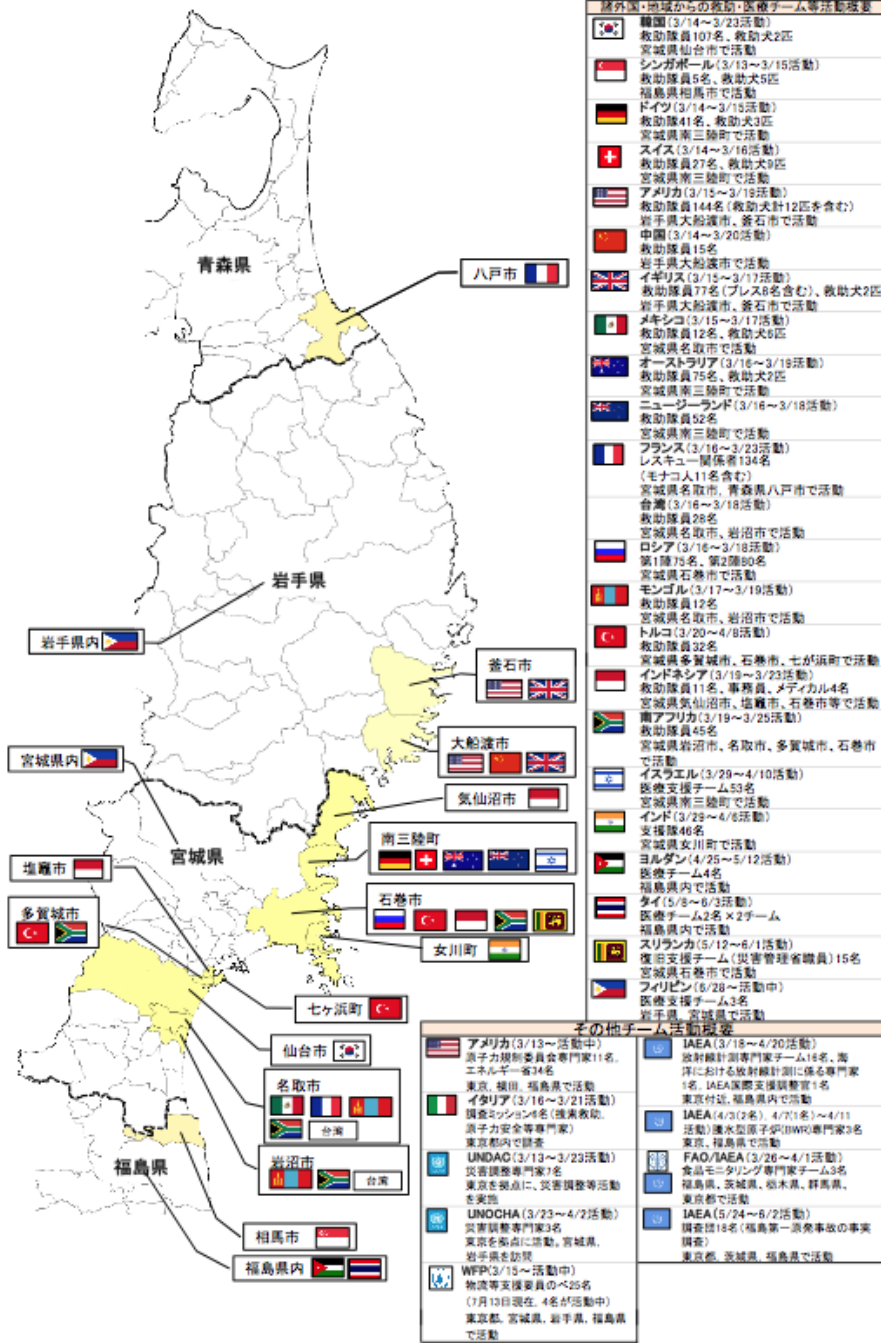 諸外国・地域からの救助・医療チーム等活動概要
韓国(3/14～3/23活動)
救助隊員107名、救助犬2匹
宮城県仙台市で活動
シンガポール(3/13～3/15活動)
救助隊員5名、救助犬5匹
福島県相馬市で活動
ドイツ(3/14～3/15活動)
救助隊41名、救助犬3匹
宮城県南三陸町で活動
スイス(3/14～3/16活動)
救助隊員27名、救助犬9匹
宮城県南三陸町で活動
アメリカ(3/15～3/19活動)
救助隊員144名(救助犬計12匹を含む)
岩手県大船渡市、釜石市で活動
中国(3/14～3/20活動)
救助隊員15名
岩手県大船渡市で活動
イギリス(3/15～3/17活動)
救助隊員77名(プレス8名含む)、救助犬2匹
岩手県大船渡市、釜石市で活動
メキシコ(3/15～3/17活動)
救助隊員12名、救助犬6匹
宮城県名取市で活動
オーストラリア(3/16～3/19活動)
救助隊員75名、救助犬2匹
宮城県南三陸町で活動
ニュージーランド(3/16～3/18活動)
救助隊員52名
宮城県南三陸町で活動
フランス(3/16～3/23活動)
レスキュー関係者134名
(モナコ人11名含む)
宮城県名取市、青森県八戸市で活動
台湾(3/16～3/18活動)
救助隊員28名
宮城県名取市、岩沼市で活動
ロシア(3/16～3/18活動)
第1陣75名、第2陣80名
宮城県石巻市で活動
モンゴル(3/17～3/19活動)
救助隊員12名
宮城県名取市、岩沼市で活動
トルコ(3/20～4/8活動)
救助隊員32名
宮城県多賀城市、石巻市、七が浜町で活動
インドネシア(3/19～3/23活動)
救助隊員11名、事務員、メディカル4名
宮城県気仙沼市、塩竈市、石巻市等で活動
南アフリカ(3/19～3/25活動)
救助隊員45名
宮城県岩沼市、名取市、多賀城市、石巻市
で活動
イスラエル(3/29～4/10活動)
医療支援チーム53名
宮城県南三陸町で活動
インド(3/29～4/6活動)
支援隊46名
宮城県女川町で活動
ヨルダン(4/25～5/12活動)
医療チーム4名
福島県内で活動
タイ(5/8～6/3活動)
医療チーム2名×2チーム
福島県内で活動
スリランカ(5/12～6/1活動)
復旧支援チーム(災害管理省職員)15名
宮城県石巻市で活動
フィリピン(6/28～活動中)
医療支援チーム3名
岩手県、宮城県で活動
青森県
八戸市
岩手県
岩手県内
釜石市
大船渡市
宮城県内
気仙沼市
宮城県
南三陸町
塩竈市
石巻市
多賀城市
女川町
七ヶ浜町
仙台市
名取市
台湾
岩沼市
台湾
福島県
相馬市
福島県内
その他チーム活動概要
アメリカ(3/13～活動中)
原子力規制委員会専門家11名、
エネルギー省34名
東京、横田、福島県で活動
イタリア(3/16～3/21活動)
調査ミッション6名(捜索救助、
原子力安全等専門家)
東京都内で調査
UNDAC(3/13～3/23活動)
災害調整専門家7名
東京を拠点に、災害調整等活動
を実施
UNOCHA(3/23～4/2活動)
災害調整専門家3名
東京を拠点に活動。宮城県、
岩手県を訪問
WFP(3/15～活動中)
物流等支援要員のべ25名
(7月13日現在、4名が活動中)
東京都、宮城県、岩手県、福島県
で活動
IAEA(3/18～4/20活動)
放射線計測専門家チーム16名、海
洋における放射線計測に係る専門家
1名、IAEA国際支援調整官1名
東京付近、福島県内で活動
IAEA(4/3(2名)、4/7(1名)～4/11
活動)沸水型原子炉(BWR)専門家3名
東京、福島県で活動
FAO/IAEA(3/26～4/1活動)
食品モニタリング専門家チーム3名
福島県、茨城県、栃木県、群馬県、
東京都で活動
IAEA(5/24～6/2活動)
調査団18名(福島第一原発事故の事実
調査)
東京都、茨城県、福島県で活動